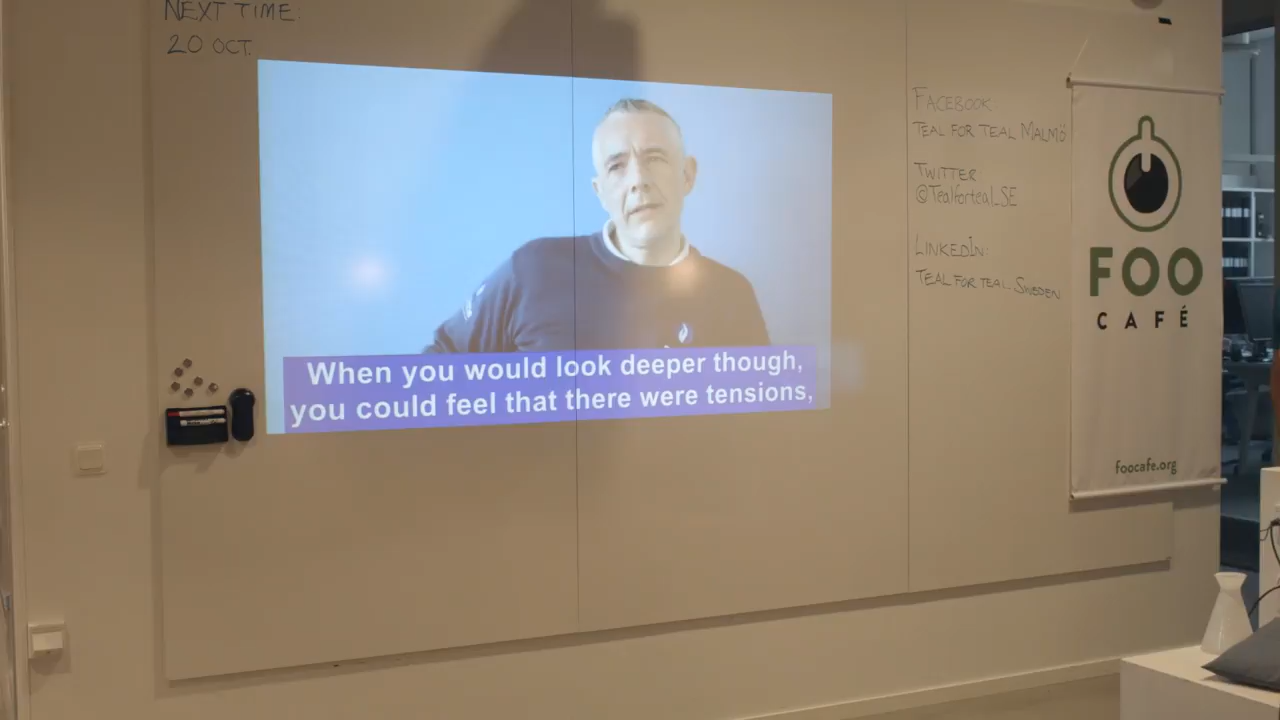 NEXT TIME:
20 OCT.
When you would look deeper though,
you could feel that there were tensions,
FACEBOOK:
TEAL FOR TEAL MALMÖ
TWITTER:
@TealforteaLSE
LINKEDIN:
TEAL FOR TEAL SWEDEN
FOO
CAFÉ
foocafe.org